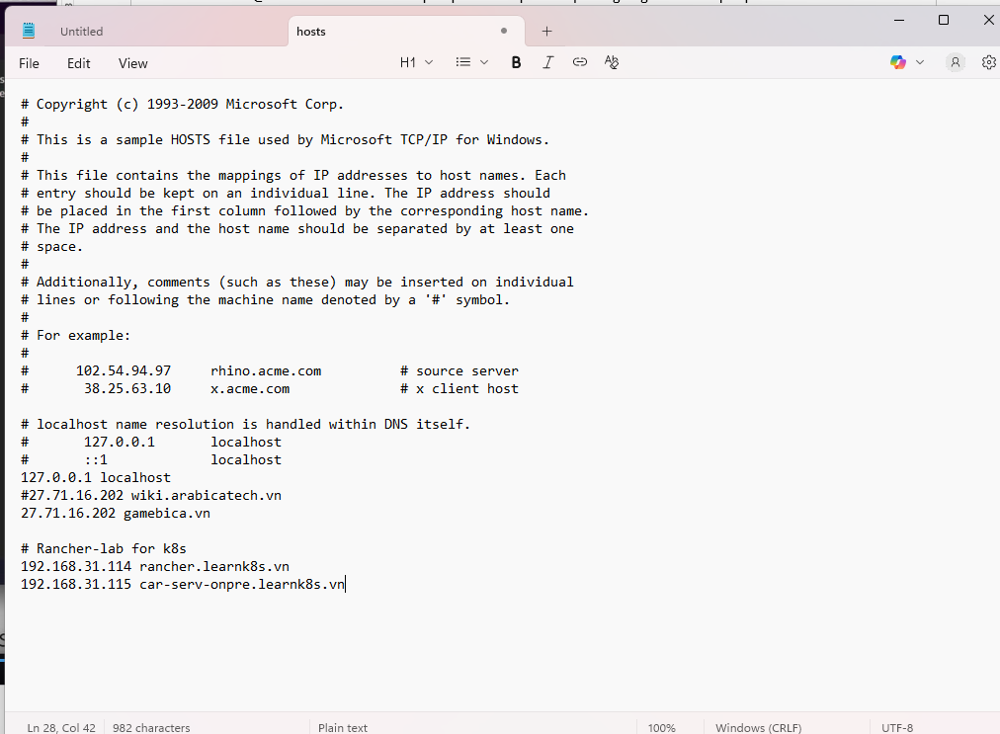 Untitled
hosts
File Edit View H1 B I
# Copyright (c) 1993-2009 Microsoft Corp.
#
# This is a sample HOSTS file used by Microsoft TCP/IP for Windows.
#
# This file contains the mappings of IP addresses to host names. Each
# entry should be kept on an individual line. The IP address should
# be placed in the first column followed by the corresponding host name.
# The IP address and the host name should be separated by at least one
# space.
#
# Additionally, comments (such as these) may be inserted on individual
# lines or following the machine name denoted by a '#' symbol.
#
# For example:
#
#      102.54.94.97     rhino.acme.com          # source server
#       38.25.63.10     x.acme.com              # x client host

# localhost name resolution is handled within DNS itself.
#       127.0.0.1       localhost
#       ::1             localhost
127.0.0.1 localhost
#27.71.16.202 wiki.arabicatech.vn
27.71.16.202 gamebica.vn

# Rancher-lab for k8s
192.168.31.114 rancher.learnk8s.vn
192.168.31.115 car-serv-onpre.learnk8s.vn
Ln 28, Col 42 982 characters Plain text 100% Windows (CRLF) UTF-8